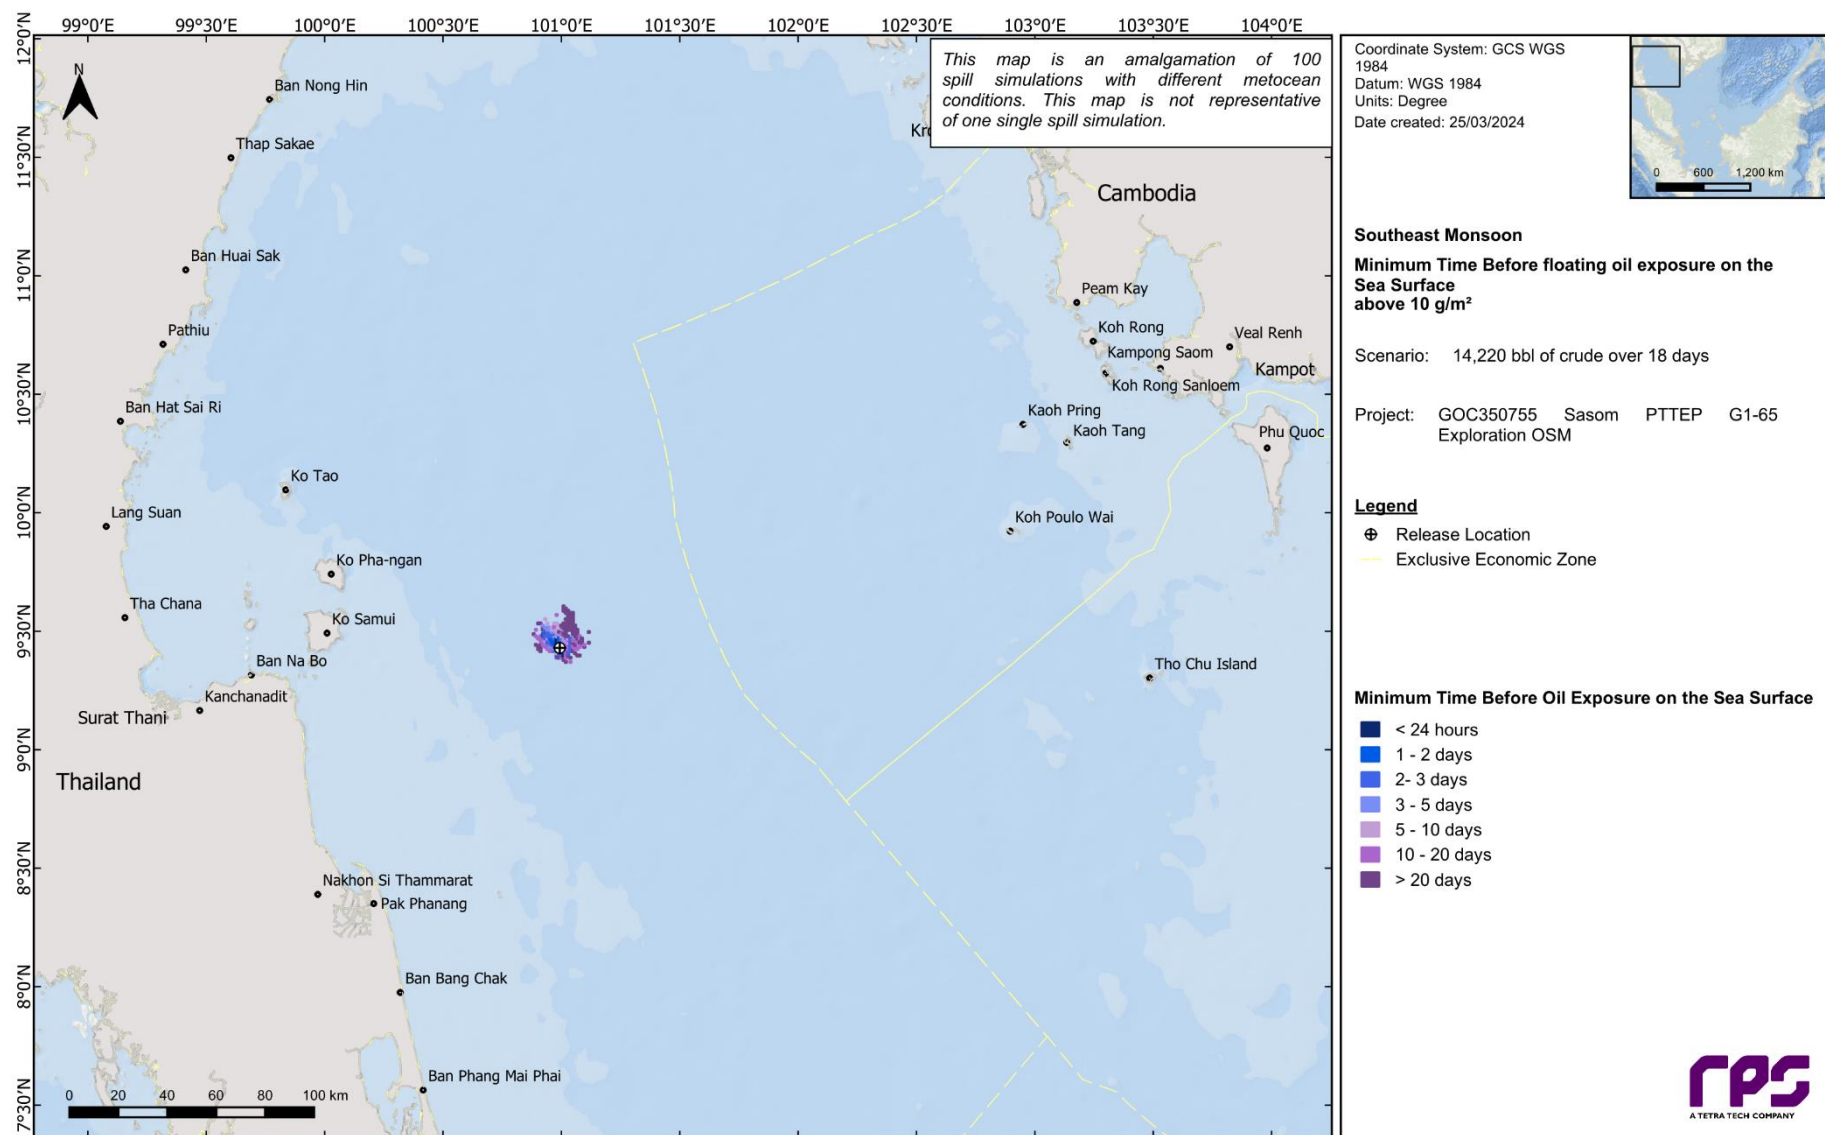 99°0'E 99°30'E 100°0'E 100°30'E 101°0'E 101°30'E 102°0'E 102°30'E 103°0'E 103°30'E 104°0'E
12°0'N
11°30'N
11°0'N
10°30'N
10°0'N
9°30'N
9°0'N
8°30'N
8°0'N
7°30'N
N
This map is an amalgamation of 100
spill simulations with different metocean
conditions. This map is not representative
of one single spill simulation.
Ban Nong Hin
Thap Sakae
Cambodia
Ban Huai Sak
Peam Kay
Pathiu
Koh Rong
Veal Renh
Kampong Saom
Kampot
Koh Rong Sanloem
Ban Hat Sai Ri
Kaoh Pring
Kaoh Tang
Phu Quoc
Ko Tao
Lang Suan
Koh Poulo Wai
Ko Pha-ngan
Tha Chana
Ko Samui
Ban Na Bo
Tho Chu Island
Kanchanadit
Surat Thani
Thailand
Nakhon Si Thammarat
Pak Phanang
Ban Bang Chak
Ban Phang Mai Phai
0 20 40 60 80 100 km
Coordinate System: GCS WGS
1984
Datum: WGS 1984
Units: Degree
Date created: 25/03/2024
0 600 1,200 km
Southeast Monsoon
Minimum Time Before floating oil exposure on the
Sea Surface
above 10 g/m²
Scenario: 14,220 bbl of crude over 18 days
Project: GOC350755 Sasom PTTEP G1-65
Exploration OSM
Legend
Release Location
Exclusive Economic Zone
Minimum Time Before Oil Exposure on the Sea Surface
< 24 hours
1 - 2 days
2- 3 days
3 - 5 days
5 - 10 days
10 - 20 days
> 20 days
rps
A TETRA TECH COMPANY